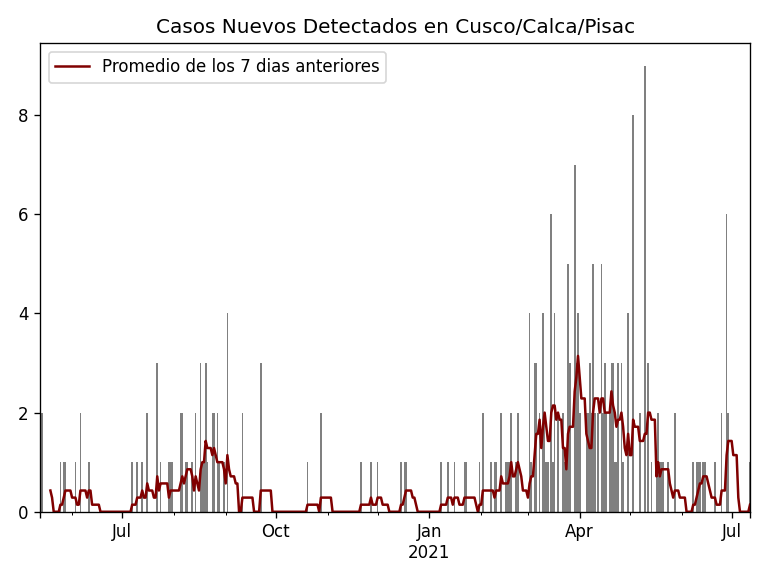 Casos Nuevos Detectados en Cusco/Calca/Pisac
Promedio de los 7 dias anteriores
8
6
4
2
0
Jul
Oct
Jan
Apr
Jul
2021